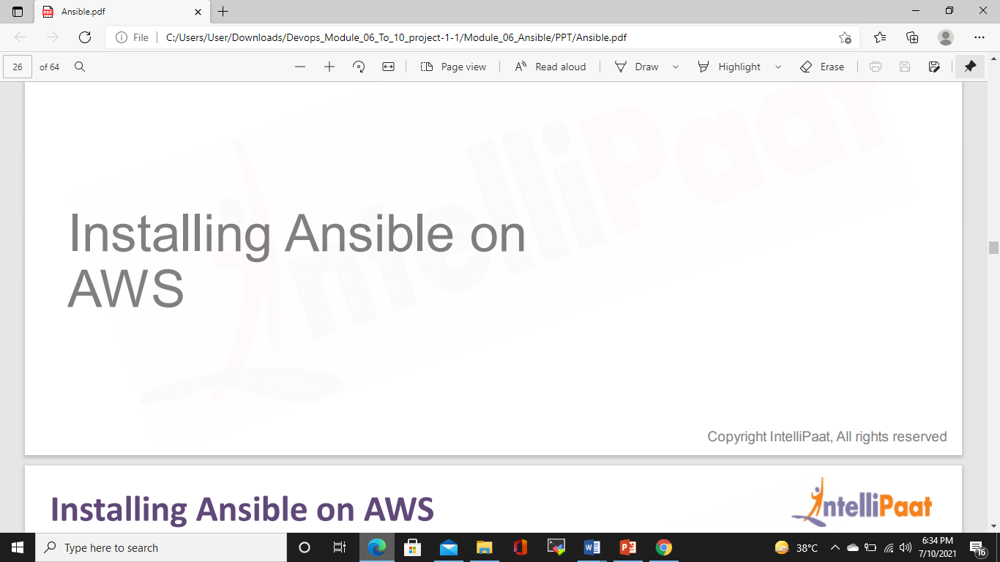 Ansible.pdf
File
C:/Users/User/Downloads/Devops_Module_06_To_10_project-1-1/Module_06_Ansible/PPT/Ansible.pdf
26 of 64
Page view
Read aloud
Draw
Highlight
Erase
IntelliPaat
Installing Ansible on
AWS
Copyright IntelliPaat, All rights reserved
Installing Ansible on AWS
IntelliPaat
Type here to search
38°C
6:34 PM
7/10/2021
16